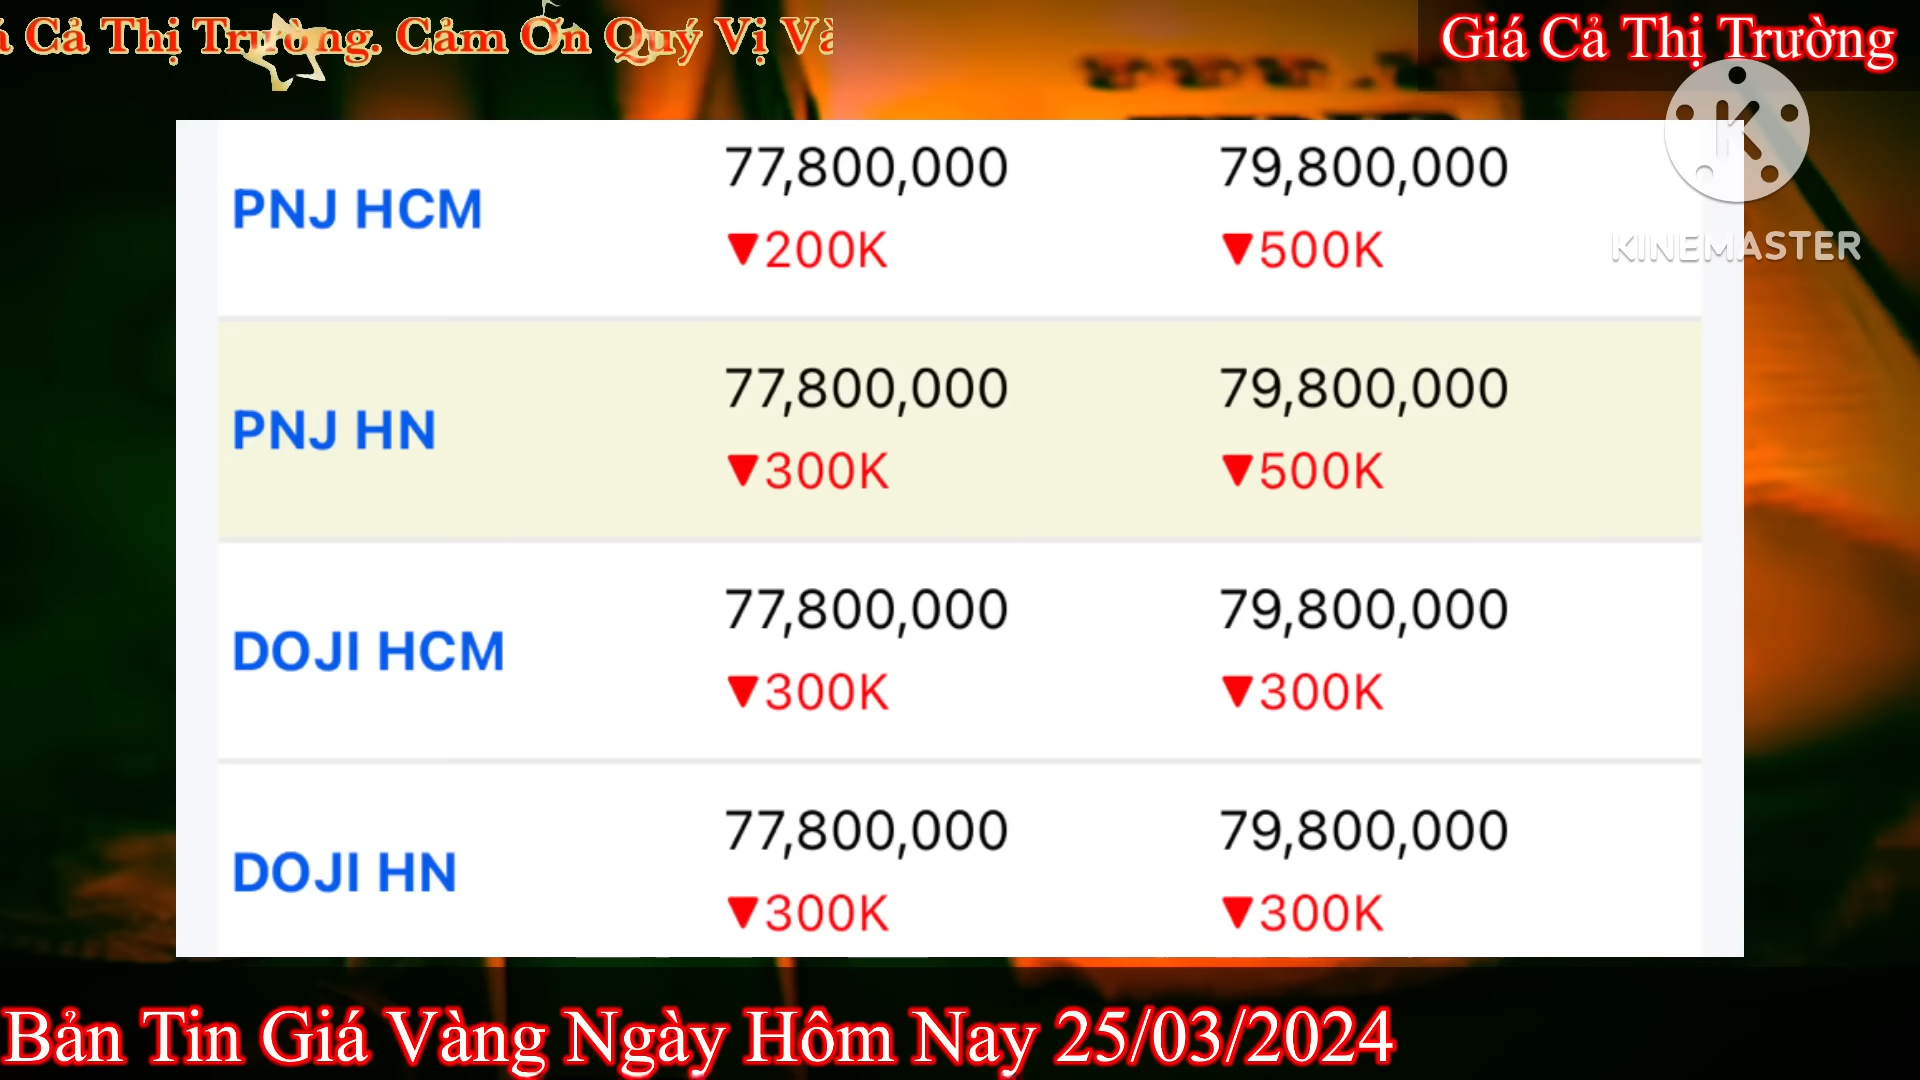 Cả Thị Trường. Cảm Ơn Quý Vị Và
Giá Cả Thị Trường
KINEMASTER
PNJ HCM 77,800,000 79,800,000
▼200K ▼500K
PNJ HN 77,800,000 79,800,000
▼300K ▼500K
DOJI HCM 77,800,000 79,800,000
▼300K ▼300K
DOJI HN 77,800,000 79,800,000
▼300K ▼300K
Bản Tin Giá Vàng Ngày Hôm Nay 25/03/2024